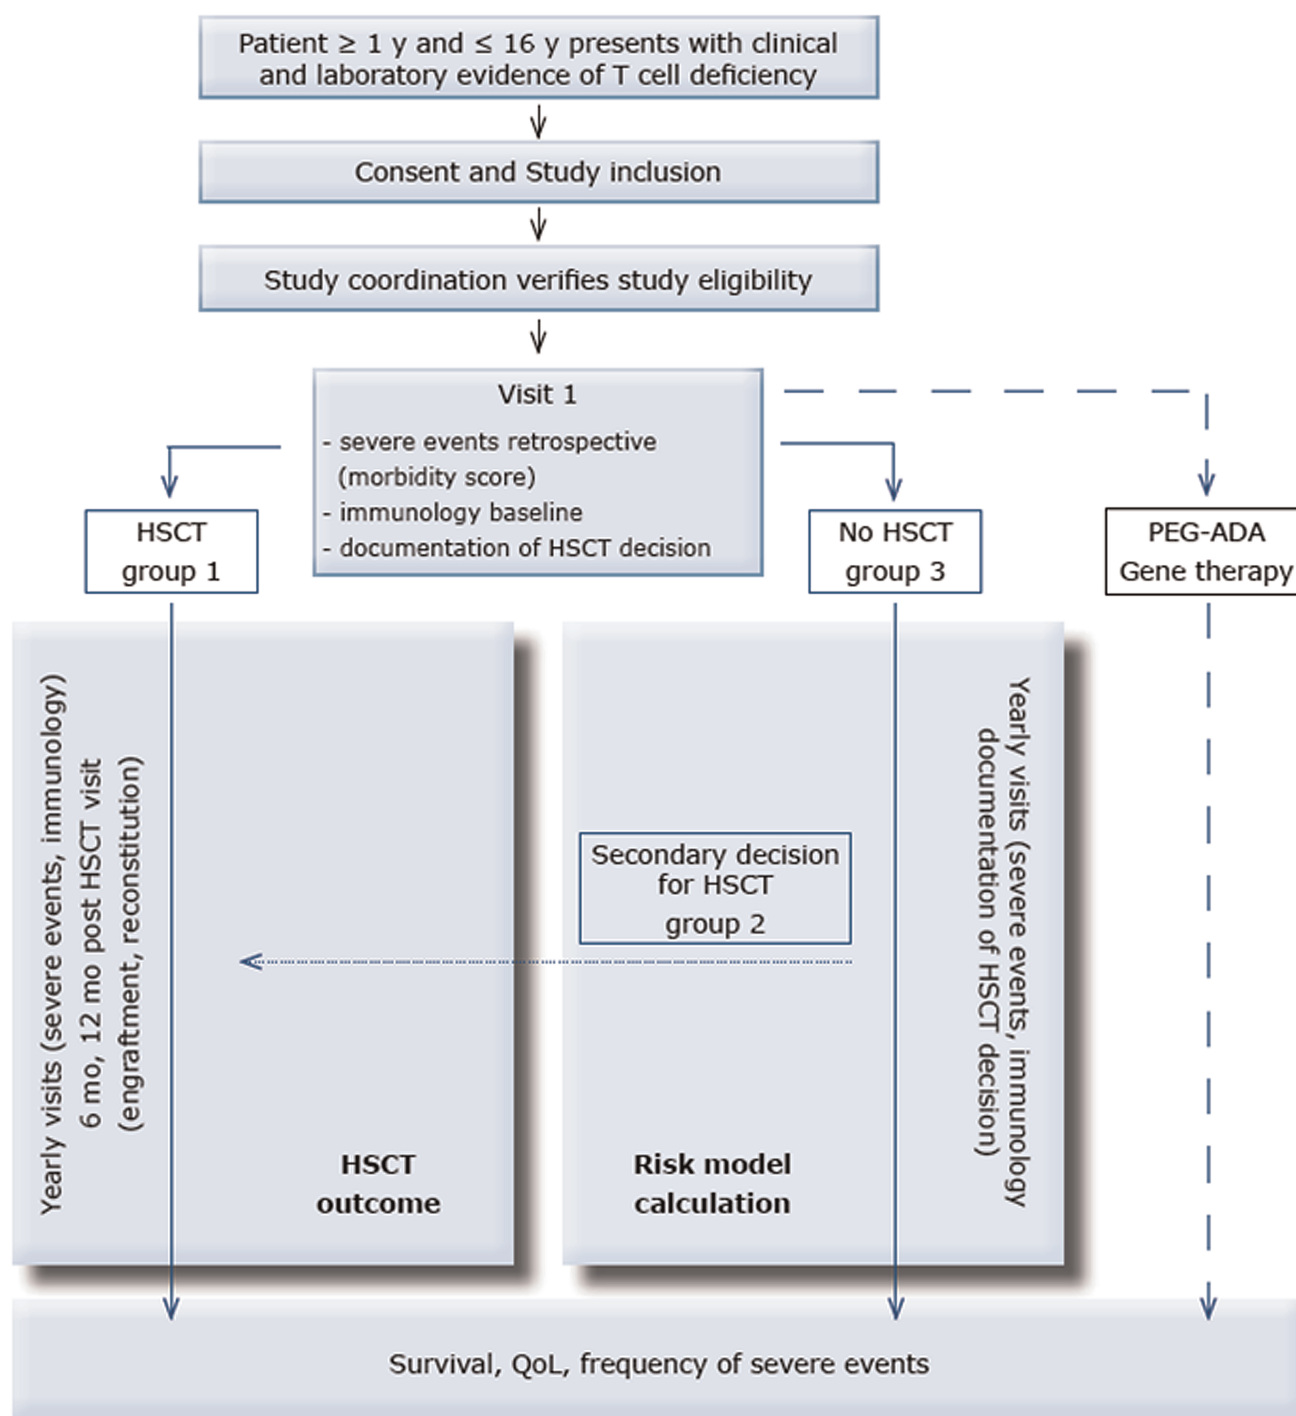 Patient ≥ 1 y and ≤ 16 y presents with clinical
and laboratory evidence of T cell deficiency
Consent and Study inclusion
Study coordination verifies study eligibility
Visit 1
- severe events retrospective
(morbidity score)
- immunology baseline
- documentation of HSCT decision
HSCT
group 1
No HSCT
group 3
PEG-ADA
Gene therapy
Yearly visits (severe events, immunology)
6 mo, 12 mo post HSCT visit
(engraftment, reconstitution)
HSCT
outcome
Secondary decision
for HSCT
group 2
Risk model
calculation
Yearly visits (severe events, immunology
documentation of HSCT decision)
Survival, QoL, frequency of severe events